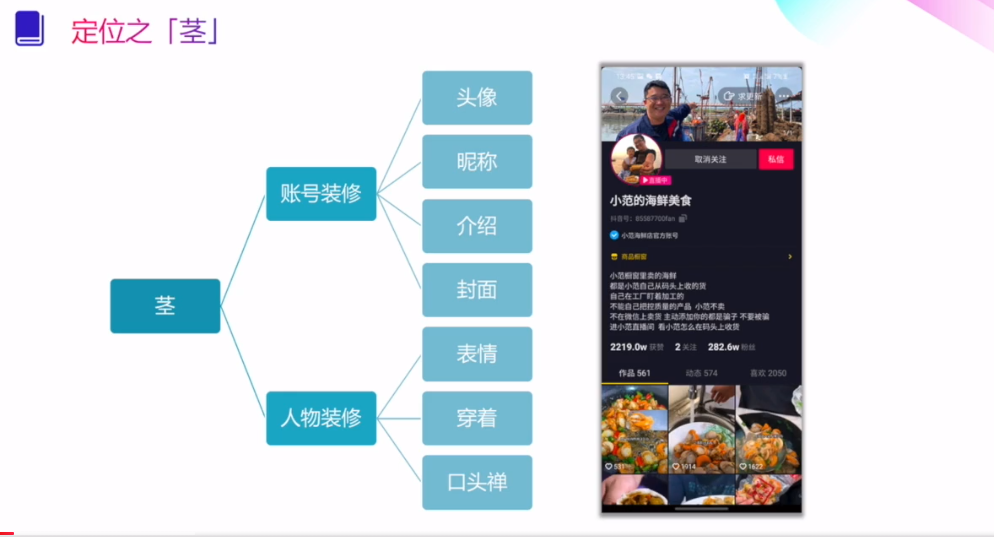 定位之「茎」
茎
账号装修
人物装修
头像
昵称
介绍
封面
表情
穿着
口头禅
求更新
取消关注
私信
直播中
小范的海鲜美食
抖音号：85587700fan
小范海鲜店官方账号
商品橱窗
小范橱窗里卖的海鲜
都是小范自己从码头上收的货
自己在工厂盯着加工的
不能自己把控质量的产品 小范不卖
不在微信上卖货 主动添加你的都是骗子 不要被骗
进小范直播间 看小范怎么在码头上收货
2219.0w 获赞 2 关注 282.6w 粉丝
作品 561 动态 574 喜欢 2050
531 1014 1622